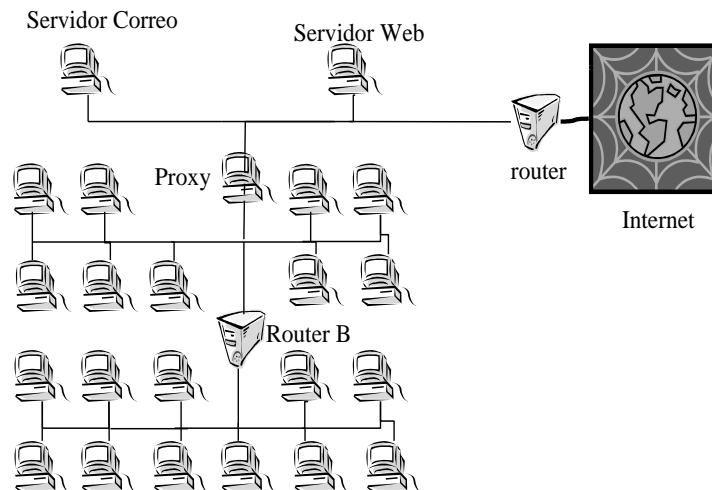 Servidor Correo
Servidor Web
Proxy
router
Internet
Router B